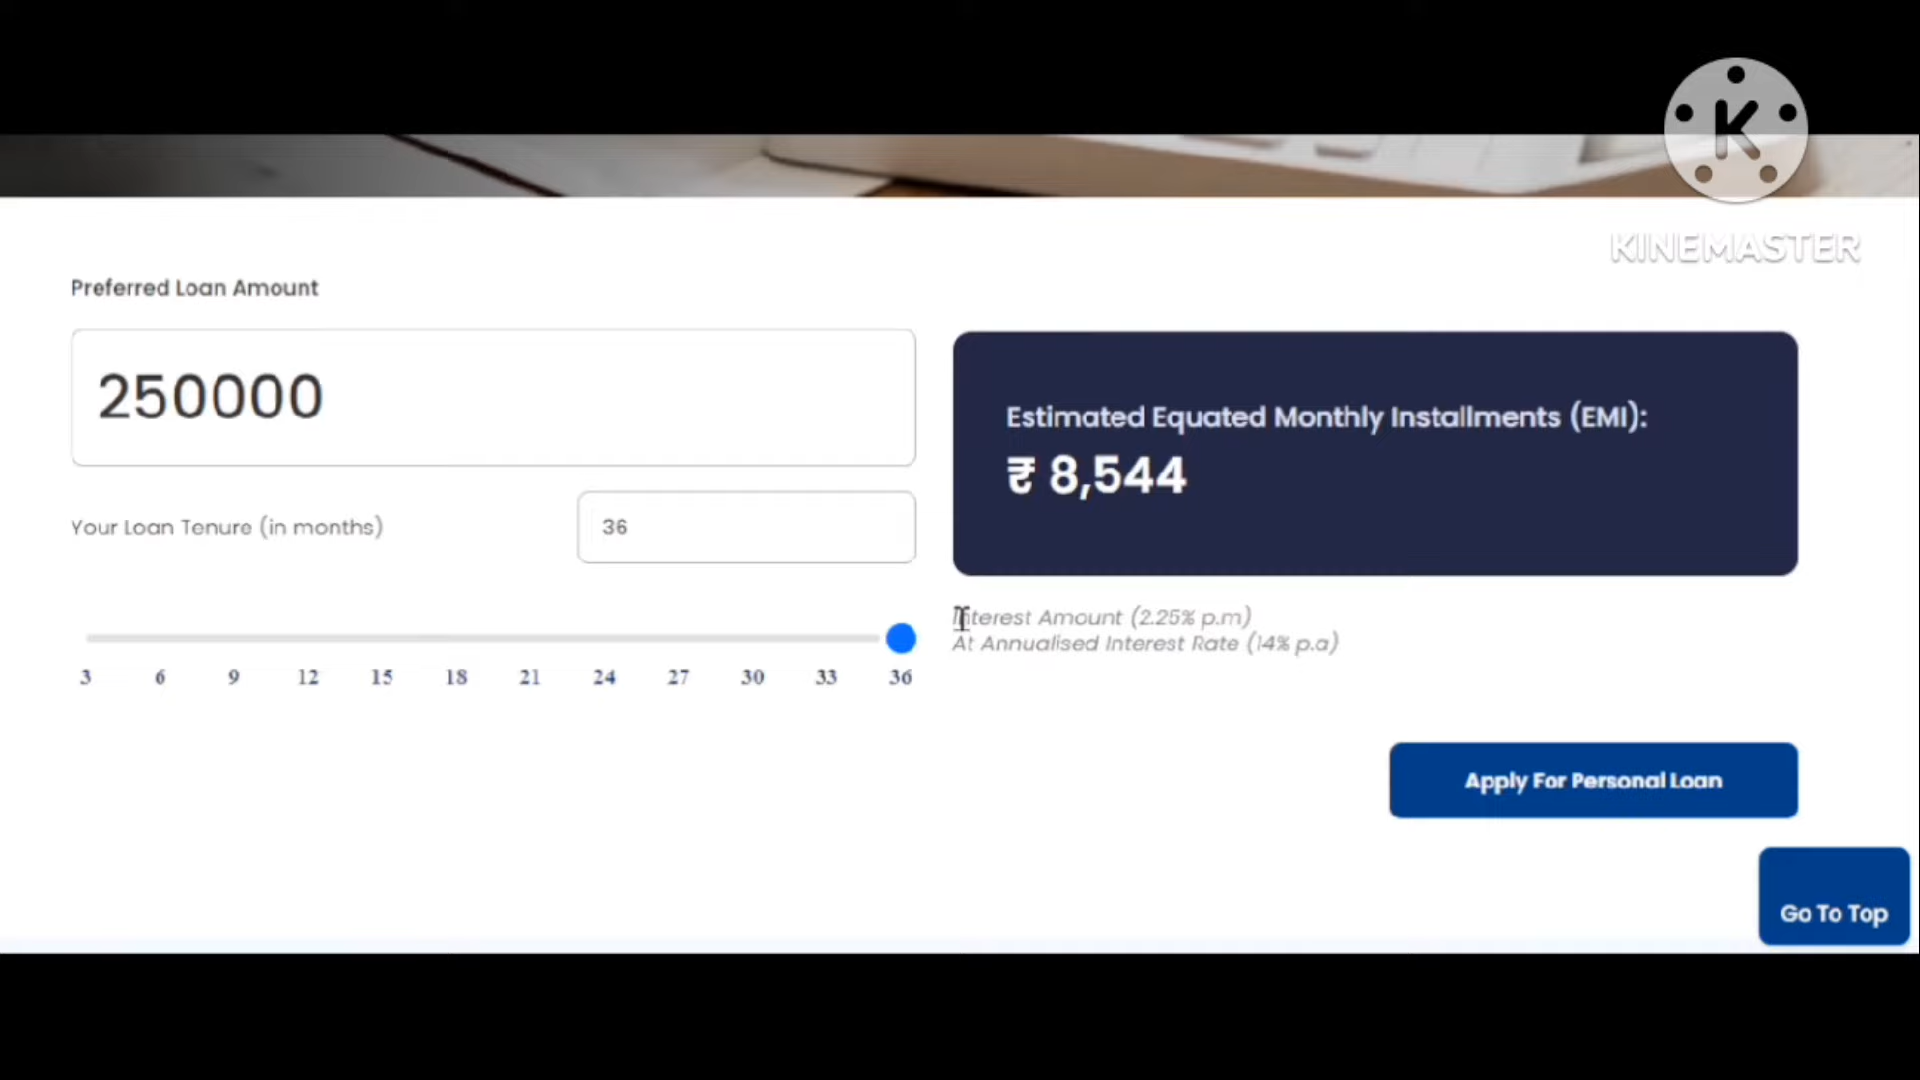 K
KINEMASTER
Preferred Loan Amount
250000
Your Loan Tenure (in months)
36
3 6 9 12 15 18 21 24 27 30 33 36
Estimated Equated Monthly Installments (EMI):
₹ 8,544
Interest Amount (2.25% p.m)
At Annualised Interest Rate (14% p.a)
Apply For Personal Loan
Go To Top